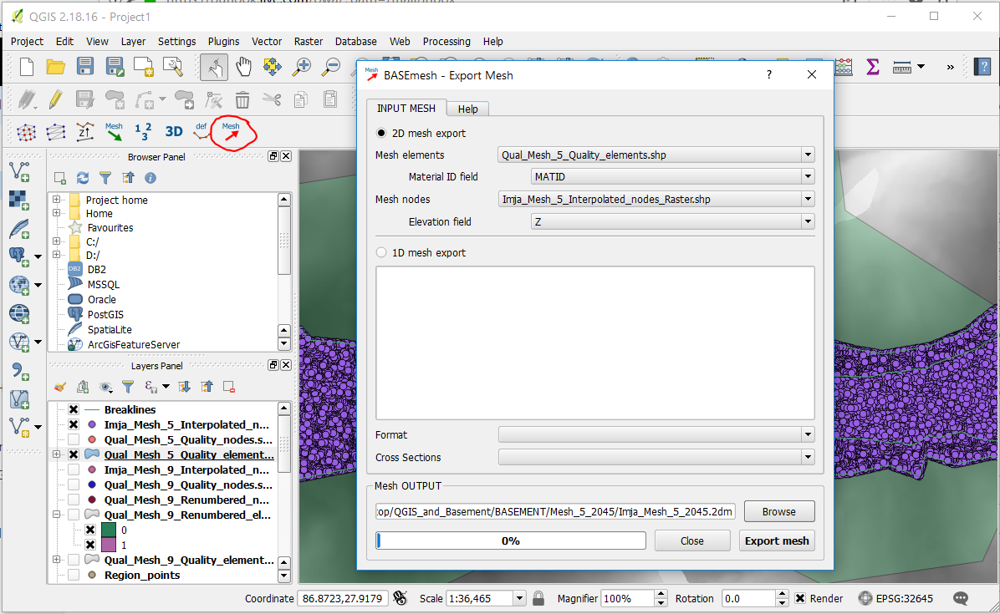 QGIS 2.18.16 - Project1
Project Edit View Layer Settings Plugins Vector Raster Database Web Processing Help
Mesh 1 2 3 3D def Mesh
Browser Panel
Project home
Home
Favourites
C:/
D:/
DB2 DB2
MSSQL
Oracle
PostGIS
SpatiaLite
ArcGisFeatureServer
Layers Panel
Breaklines
Imja_Mesh_5_Interpolated_n...
Qual_Mesh_5_Quality_nodes.s...
Qual_Mesh_5_Quality_element...
Imja_Mesh_9_Interpolated_n...
Qual_Mesh_9_Quality_nodes.s...
Qual_Mesh_9_Renumbered_n...
Qual_Mesh_9_Renumbered_el...
0
1
Qual_Mesh_9_Quality_element...
Region_points
Mesh BASEmesh - Export Mesh ?
INPUT MESH Help
2D mesh export
Mesh elements Qual_Mesh_5_Quality_elements.shp
Material ID field MATID
Mesh nodes Imja_Mesh_5_Interpolated_nodes_Raster.shp
Elevation field Z
1D mesh export
Format
Cross Sections
Mesh OUTPUT
top/QGIS_and_Basement/BASEMENT/Mesh_5_2045/Imja_Mesh_5_2045.2dm Browse
0% Close Export mesh
Coordinate 86.8723,27.9179 Scale 1:36,465 Magnifier 100% Rotation 0.0 Render EPSG:32645